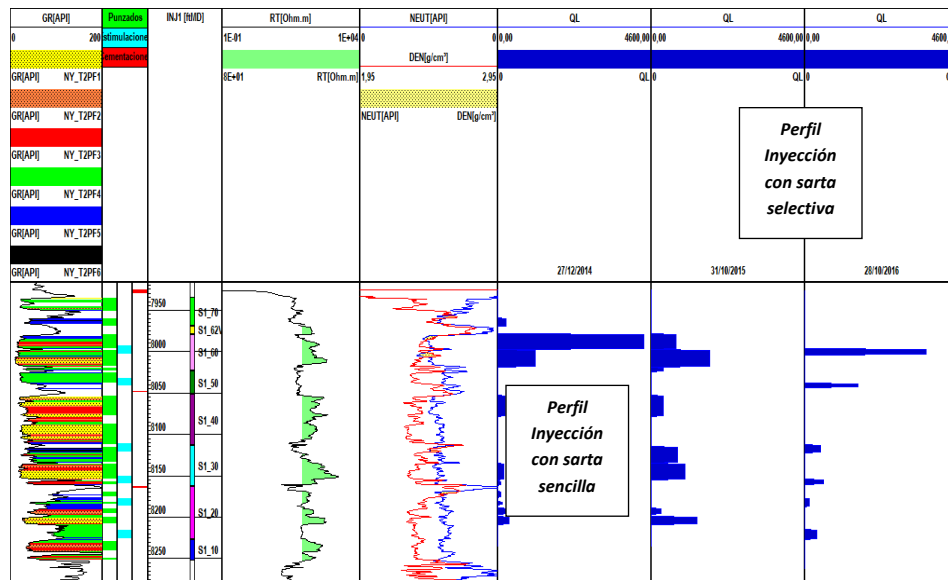 GR[API]
0 200
GR[API] NY_T2PF1
GR[API] NY_T2PF2
GR[API] NY_T2PF3
GR[API] NY_T2PF4
GR[API] NY_T2PF5
GR[API] NY_T2PF6
Punzados
stimulacione
ementacione
INJ1 [ftMD]
RT[Ohm.m]
1E-01 1E+04
8E+01 RT[Ohm.m]
NEUT[API]
0 0
DEN[g/cm³]
1,95 2,95
NEUT[API] DEN[g/cm³]
QL
0,00 4600,00
0 QL
27/12/2014
QL
0,00 4600,00
0 QL
31/10/2015
QL
0,00 4600,
0 QL
28/10/2016
Perfil
Inyección
con sarta
selectiva
7950
8000
8050
8100
8150
8200
8250
S1_70
S1_62V
S1_60
S1_50
S1_40
S1_30
S1_20
S1_10
Perfil
Inyección
con sarta
sencilla